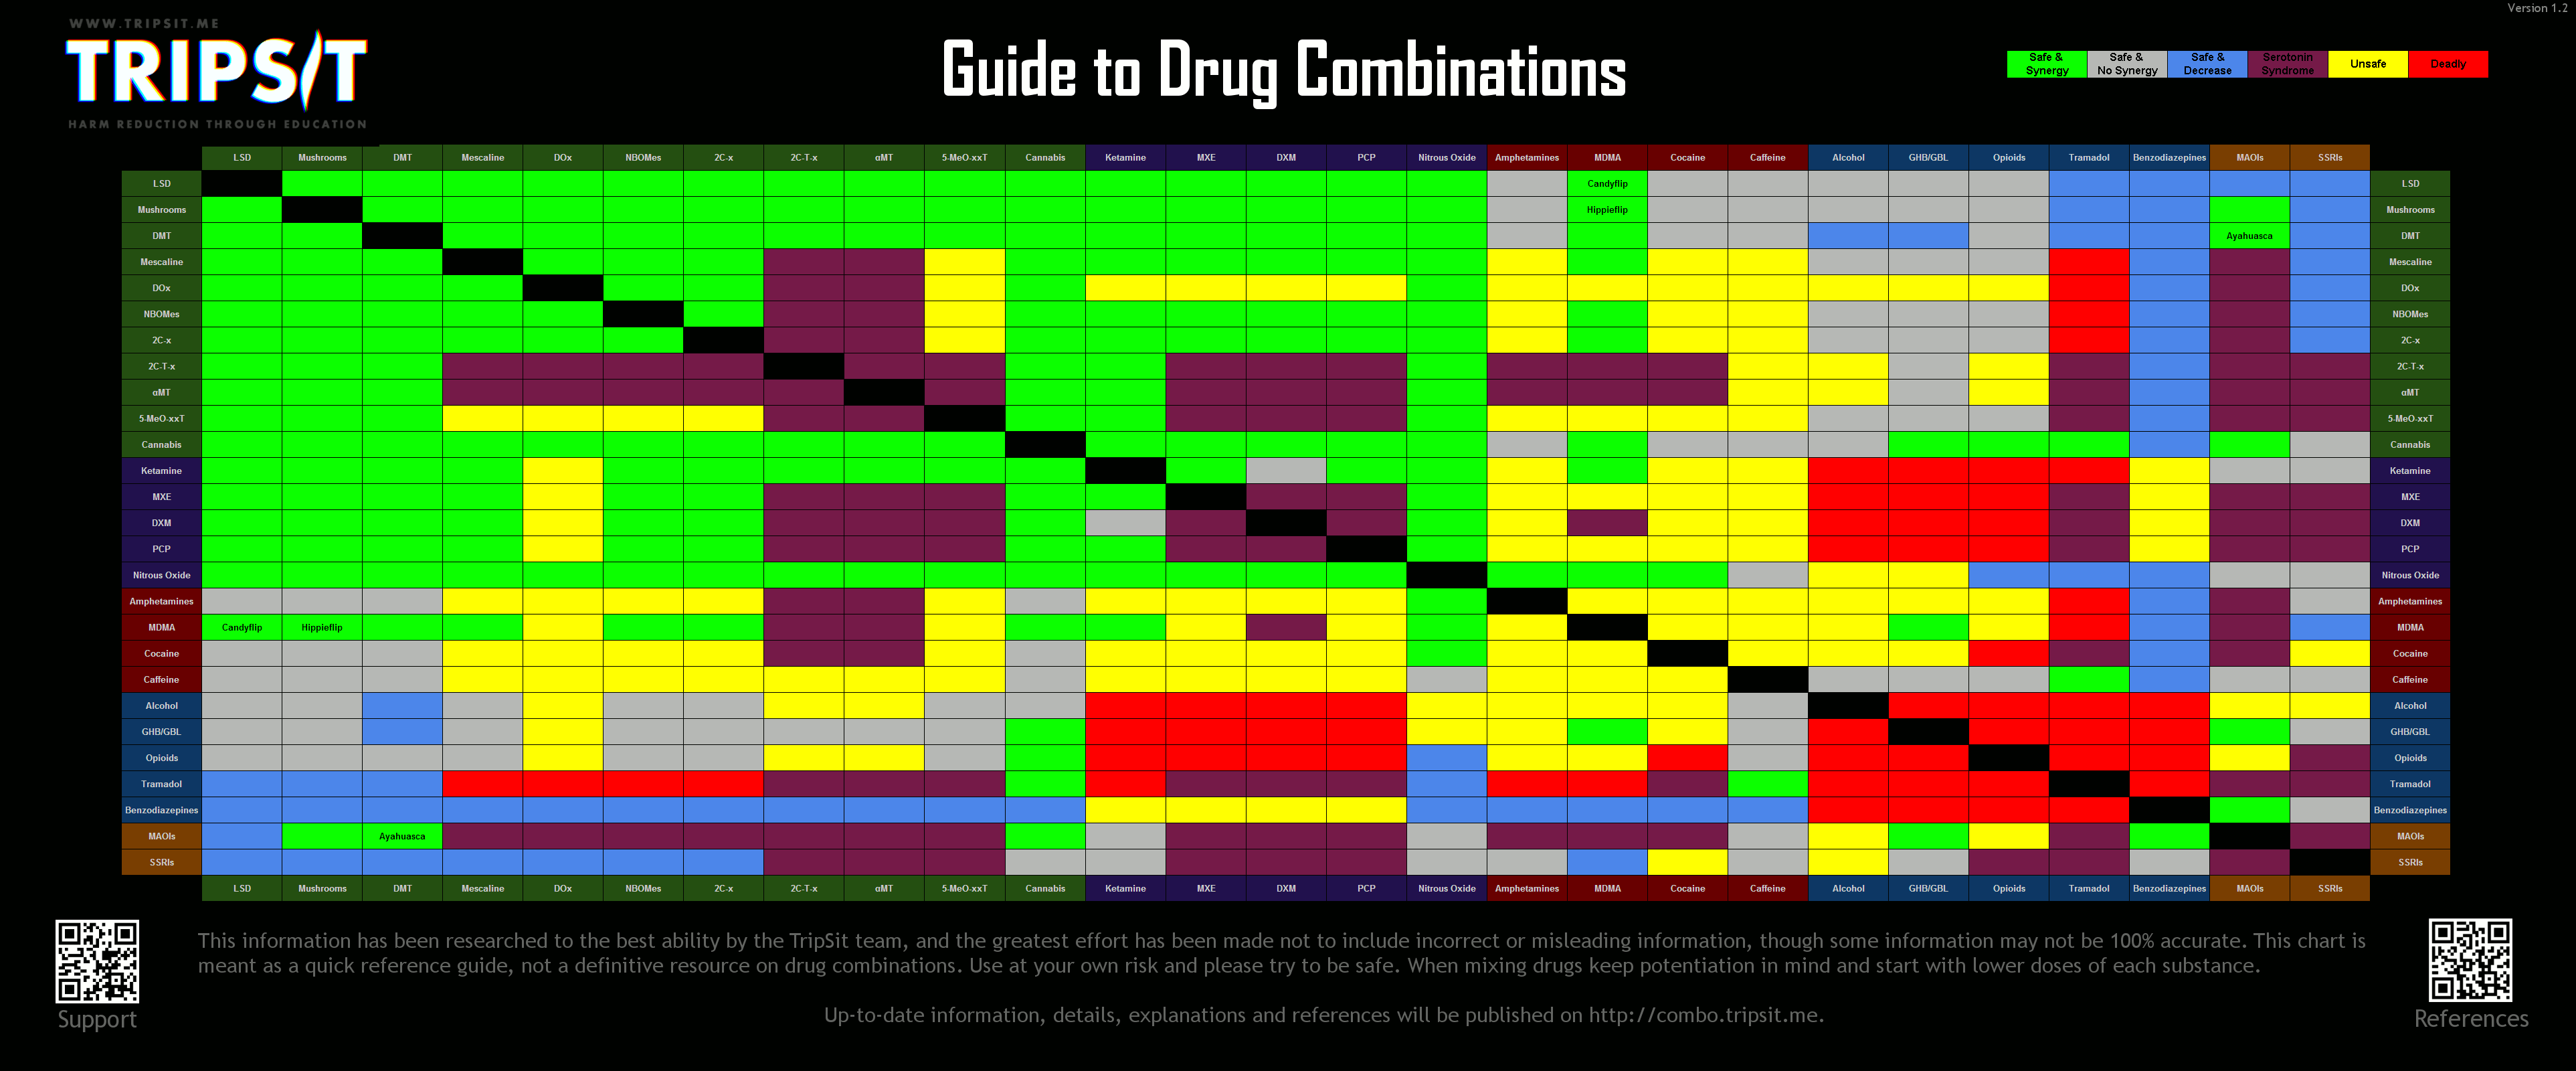 Version 1.2
WWW.TRIPSIT.ME
TRIPSIT
HARM REDUCTION THROUGH EDUCATION
Guide to Drug Combinations
Safe & Synergy Safe & No Synergy Safe & Decrease Serotonin Syndrome Unsafe Deadly
LSD Mushrooms DMT Mescaline DOx NBOMes 2C-x 2C-T-x αMT 5-MeO-xxT Cannabis Ketamine MXE DXM PCP Nitrous Oxide Amphetamines MDMA Cocaine Caffeine Alcohol GHB/GBL Opioids Tramadol Benzodiazepines MAOIs SSRIs
LSD Candyflip LSD
Mushrooms Hippieflip Mushrooms
DMT Ayahuasca DMT
Mescaline Mescaline
DOx DOx
NBOMes NBOMes
2C-x 2C-x
2C-T-x 2C-T-x
αMT αMT
5-MeO-xxT 5-MeO-xxT
Cannabis Cannabis
Ketamine Ketamine
MXE MXE
DXM DXM
PCP PCP
Nitrous Oxide Nitrous Oxide
Amphetamines Amphetamines
MDMA Candyflip Hippieflip MDMA
Cocaine Cocaine
Caffeine Caffeine
Alcohol Alcohol
GHB/GBL GHB/GBL
Opioids Opioids
Tramadol Tramadol
Benzodiazepines Benzodiazepines
MAOIs Ayahuasca MAOIs
SSRIs SSRIs
LSD Mushrooms DMT Mescaline DOx NBOMes 2C-x 2C-T-x αMT 5-MeO-xxT Cannabis Ketamine MXE DXM PCP Nitrous Oxide Amphetamines MDMA Cocaine Caffeine Alcohol GHB/GBL Opioids Tramadol Benzodiazepines MAOIs SSRIs
This information has been researched to the best ability by the TripSit team, and the greatest effort has been made not to include incorrect or misleading information, though some information may not be 100% accurate. This chart is
meant as a quick reference guide, not a definitive resource on drug combinations. Use at your own risk and please try to be safe. When mixing drugs keep potentiation in mind and start with lower doses of each substance.
Up-to-date information, details, explanations and references will be published on http://combo.tripsit.me.
Support
References